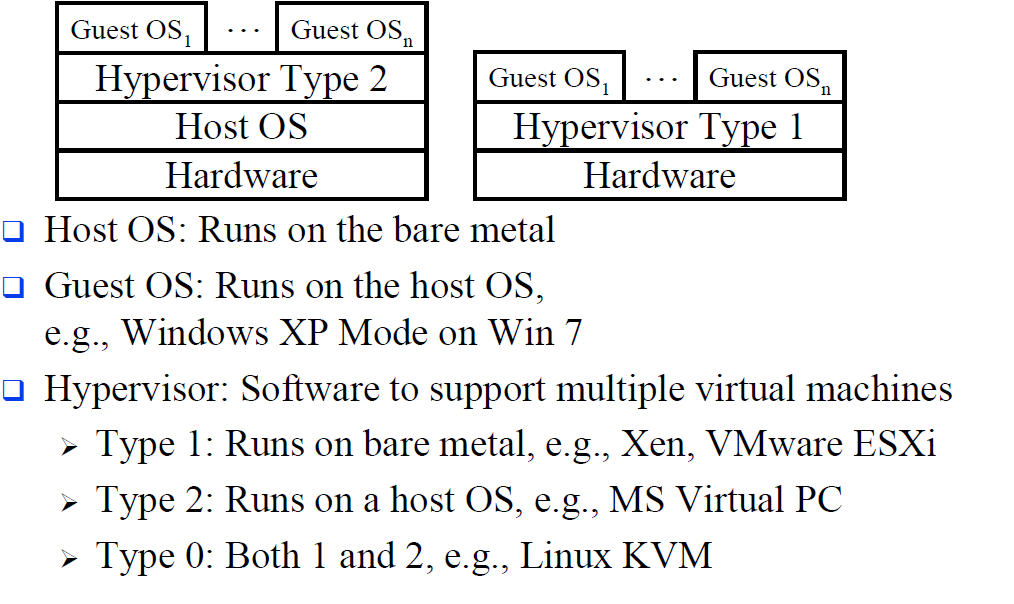 Guest OS1 ... Guest OSn
Hypervisor Type 2
Host OS
Hardware
Guest OS1 ... Guest OSn
Hypervisor Type 1
Hardware
Host OS: Runs on the bare metal
Guest OS: Runs on the host OS,
e.g., Windows XP Mode on Win 7
Hypervisor: Software to support multiple virtual machines
Type 1: Runs on bare metal, e.g., Xen, VMware ESXi
Type 2: Runs on a host OS, e.g., MS Virtual PC
Type 0: Both 1 and 2, e.g., Linux KVM